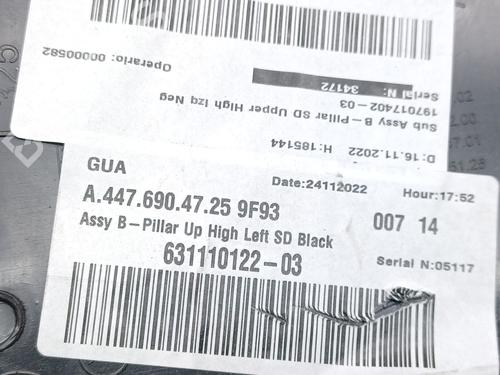 Operario: 00000582
Serial N: 34172
197017402-03
Sub Assy B-Pillar SD Upper High Izq Neg
D:16.11.2022 H:185144
GUA
Date:24112022 Hour:17:52
A.447.690.47.25 9F93
007 14
Assy B-Pillar Up High Left SD Black
631110122-03
Serial N:05117